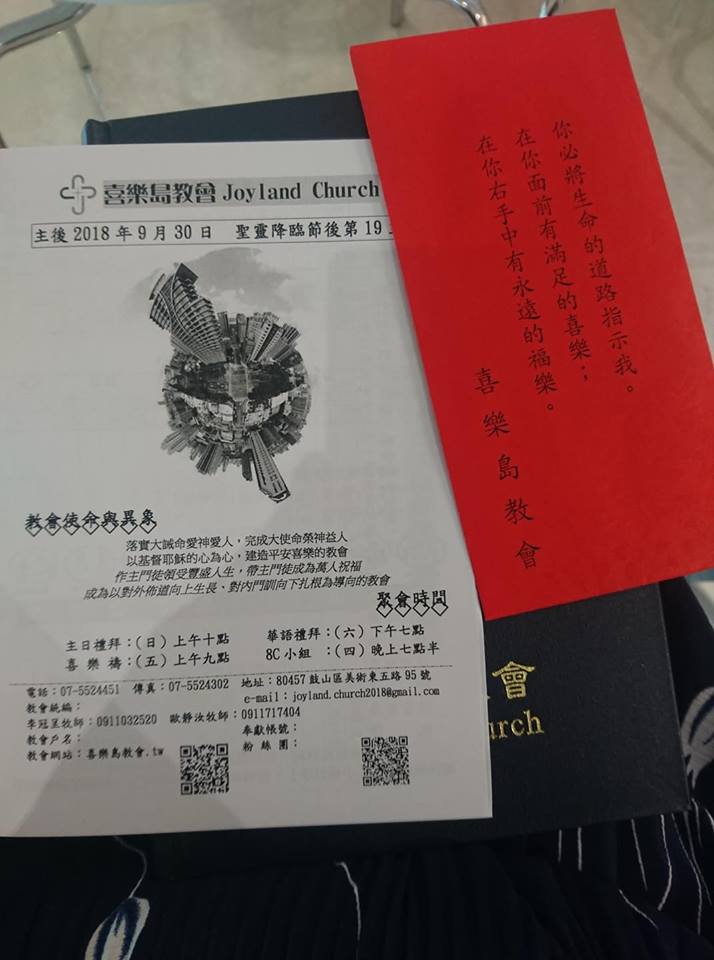 喜樂島教會 Joyland Church
主後 2018 年 9 月 30 日 聖靈降臨節後第 19
教會使命與異象
落實大誡命愛神愛人，完成大使命榮神益人
以基督耶穌的心為心，建造平安喜樂的教會
作主門徒領受豐盛人生，帶主門徒成為萬人祝福
成為以對外佈道向上生長、對內門訓向下扎根為導向的教會
聚會時間
主日禮拜：（日）上午十點 華語禮拜：（六）下午七點
喜 樂 禱：（五）上午九點 8C 小組 ：（四）晚上七點半
電話：07-5524451 傳真：07-5524302 地址：80457 鼓山區美術東五路 95 號
教會統編： e-mail：joyland.church2018@gmail.com
李冠呈牧師：0911032520 歐靜汝牧師：0911717404
教會戶名： 奉獻帳號：
教會網站：喜樂島教會.tw 粉 絲 團：
你必將生命的道路指示我。
在你面前有滿足的喜樂；
在你右手中有永遠的福樂。
喜樂島教會
會
urch